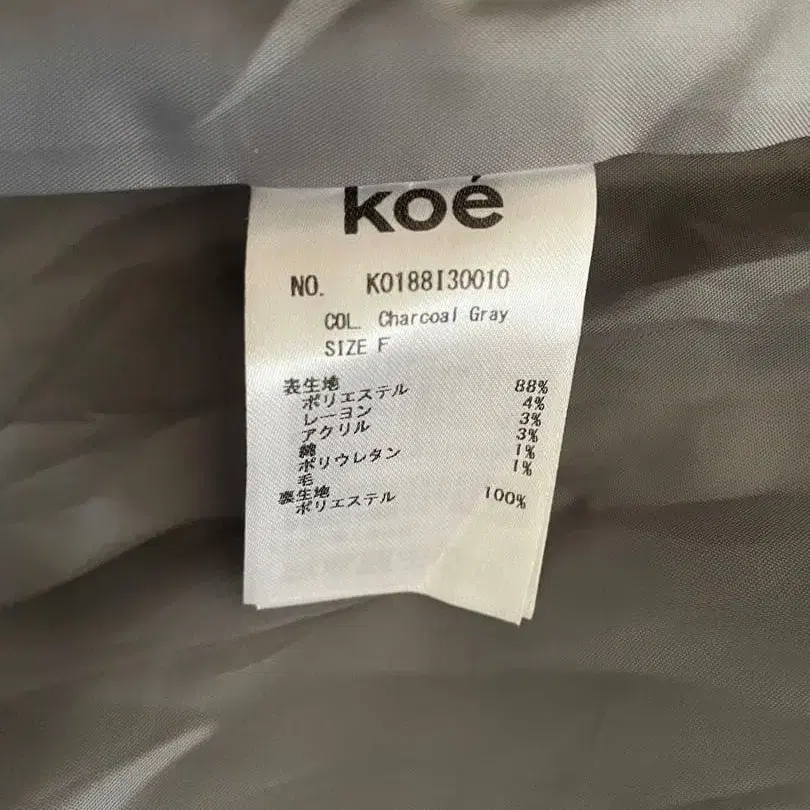 koé
NO. K0188I30010
COL. Charcoal Gray
SIZE F
表生地
ポリエステル 88%
レーヨン 4%
アクリル 3%
綿 3%
ポリウレタン 1%
毛 1%
裏生地
ポリエステル 100%